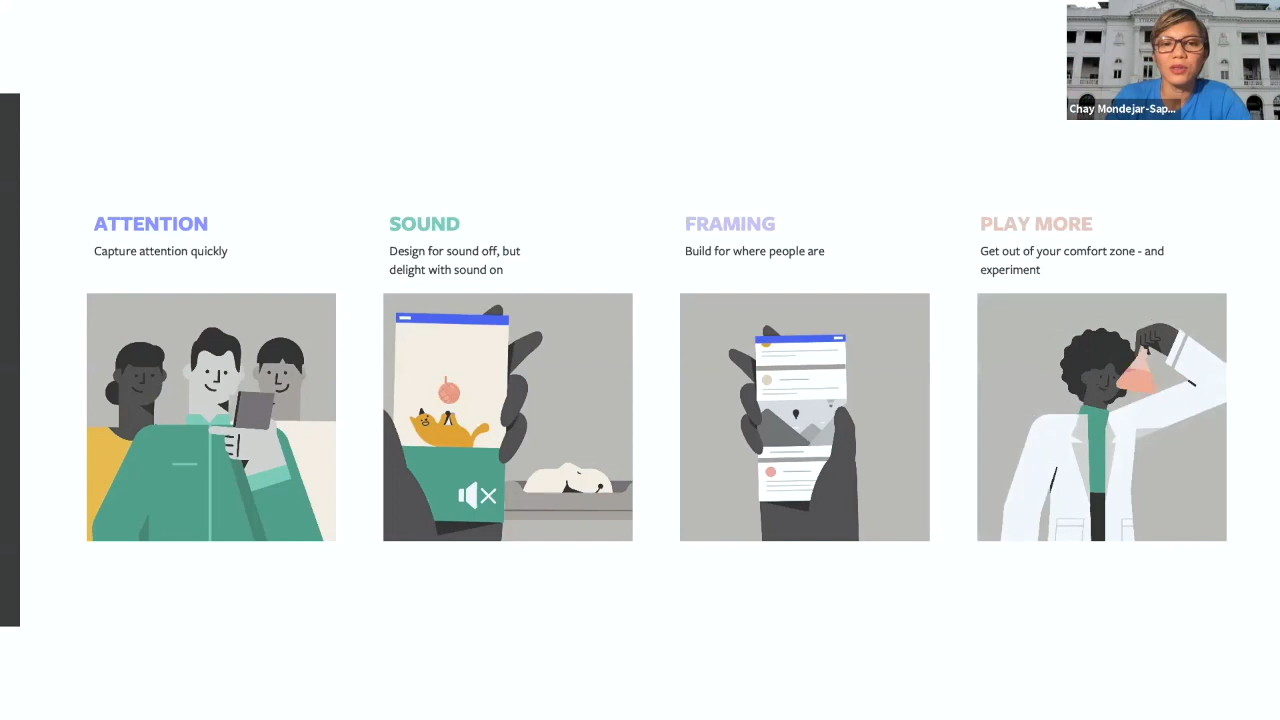 Chay Mondejar-Sap...
ATTENTION
Capture attention quickly
SOUND
Design for sound off, but
delight with sound on
FRAMING
Build for where people are
PLAY MORE
Get out of your comfort zone - and
experiment